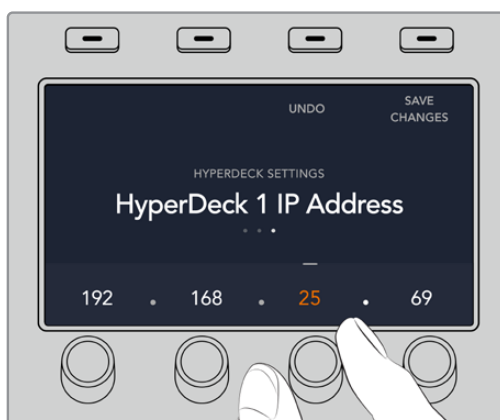 UNDO
SAVE
CHANGES
HYPERDECK SETTINGS
HyperDeck 1 IP Address
192 . 168 . 25 . 69